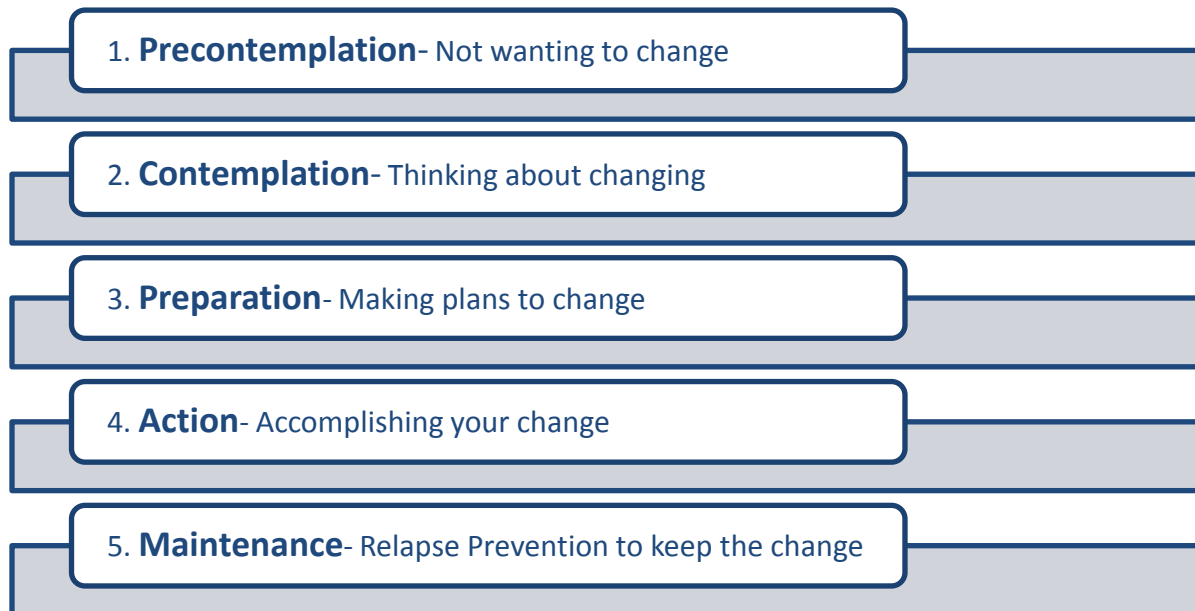 1. Precontemplation- Not wanting to change
2. Contemplation- Thinking about changing
3. Preparation- Making plans to change
4. Action- Accomplishing your change
5. Maintenance- Relapse Prevention to keep the change